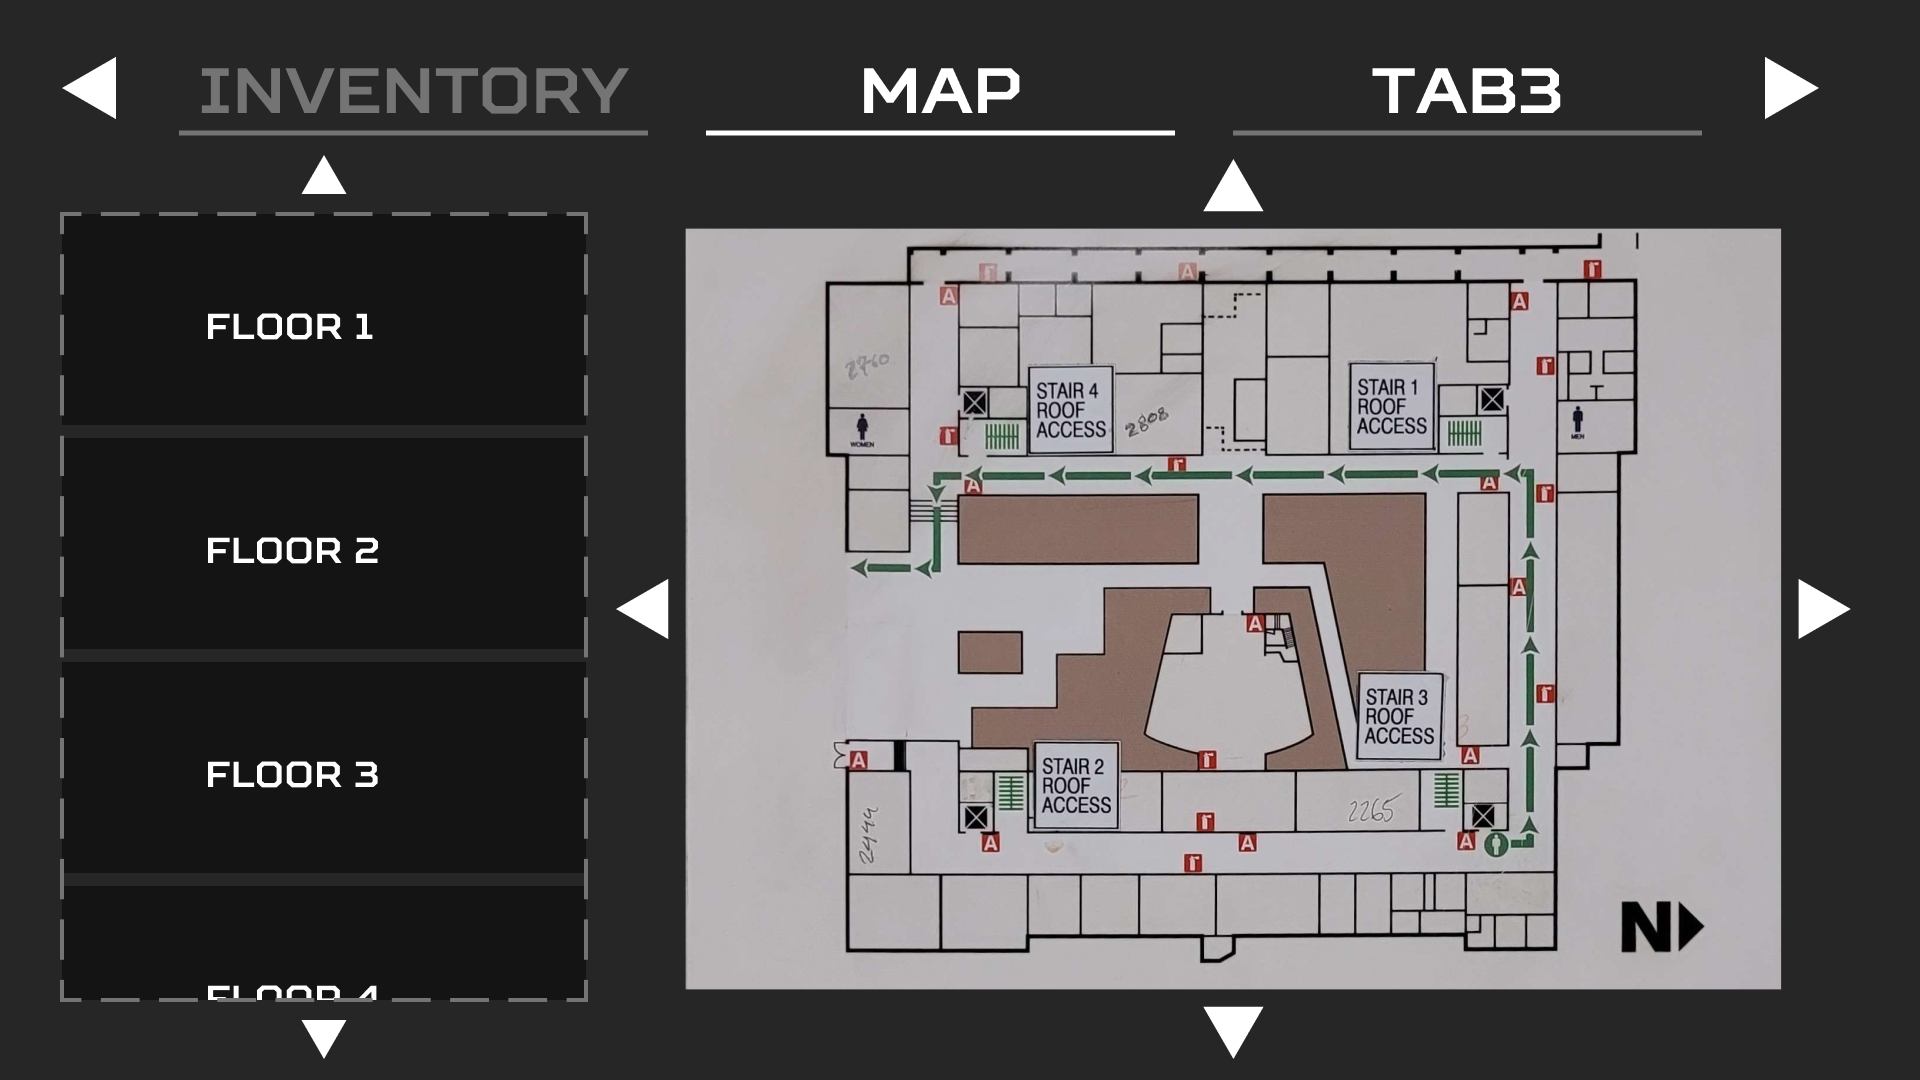 INVENTORY
MAP
TAB3
FLOOR 1
FLOOR 2
FLOOR 3
FLOOR 4
A
A
A
2760
STAIR 4
ROOF
ACCESS
2808
STAIR 1
ROOF
ACCESS
WOMEN
MEN
A
A
A
A
STAIR 3
ROOF
ACCESS
A
A
STAIR 2
ROOF
ACCESS
2265
2444
A
A
A
N